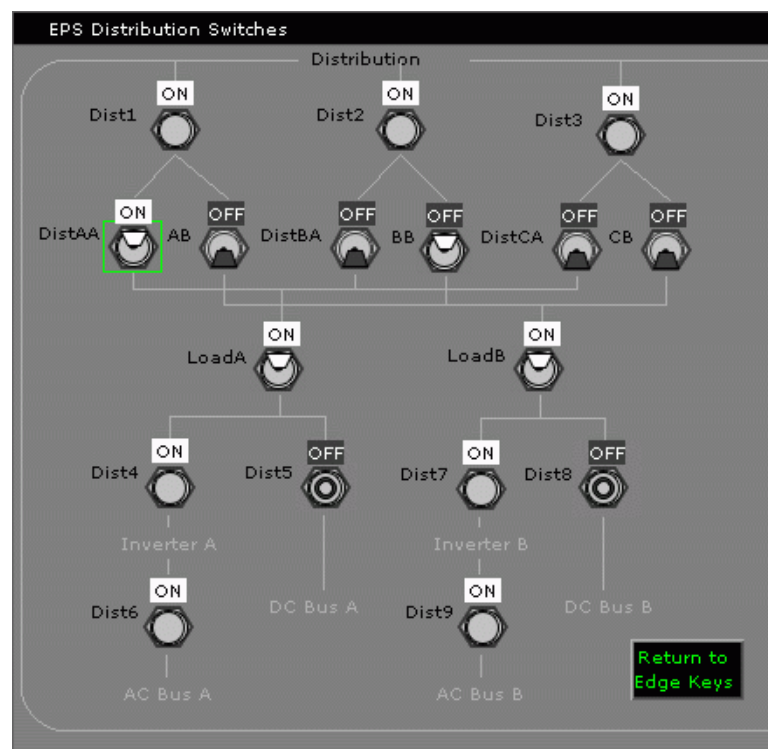 EPS Distribution Switches
Distribution
ON ON ON
Dist1 Dist2 Dist3
ON OFF OFF OFF OFF OFF
DistAA AB DistBA BB DistCA CB
ON ON
LoadA LoadB
ON OFF ON OFF
Dist4 Dist5 Dist7 Dist8
Inverter A Inverter B
ON ON
Dist6 DC Bus A Dist9 DC Bus B
Return to
Edge Keys
AC Bus A AC Bus B